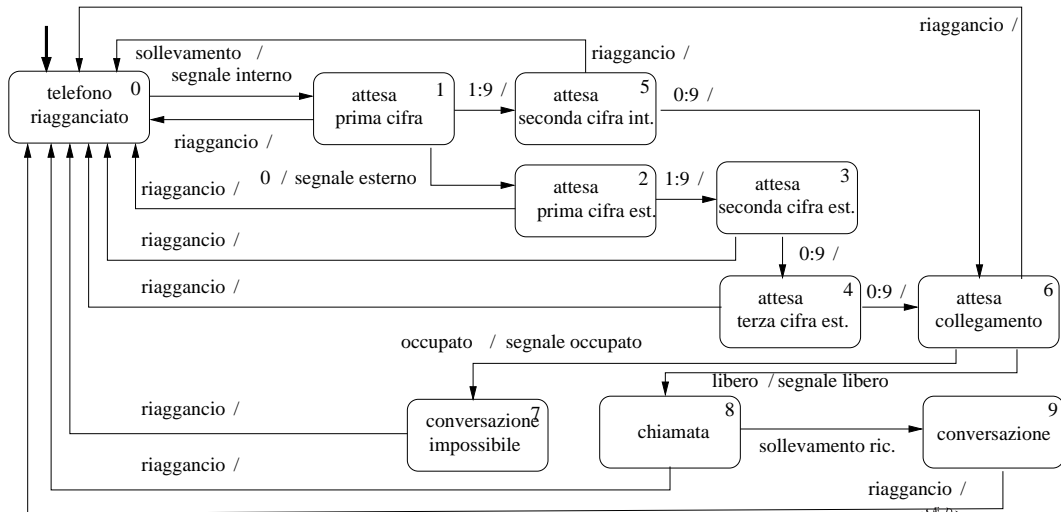 riaggancio /
sollevamento /
riaggancio /
segnale interno
telefono
riagganciato
0
attesa
prima cifra
1
1:9 /
attesa
seconda cifra int.
5
0:9 /
riaggancio /
0 / segnale esterno
riaggancio /
attesa
prima cifra est.
2
1:9 /
attesa
seconda cifra est.
3
riaggancio /
0:9 /
riaggancio /
attesa
terza cifra est.
4
0:9 /
attesa
collegamento
6
occupato / segnale occupato
libero / segnale libero
riaggancio /
conversazione
impossibile
7
chiamata
8
sollevamento ric.
conversazione
9
riaggancio /
riaggancio /